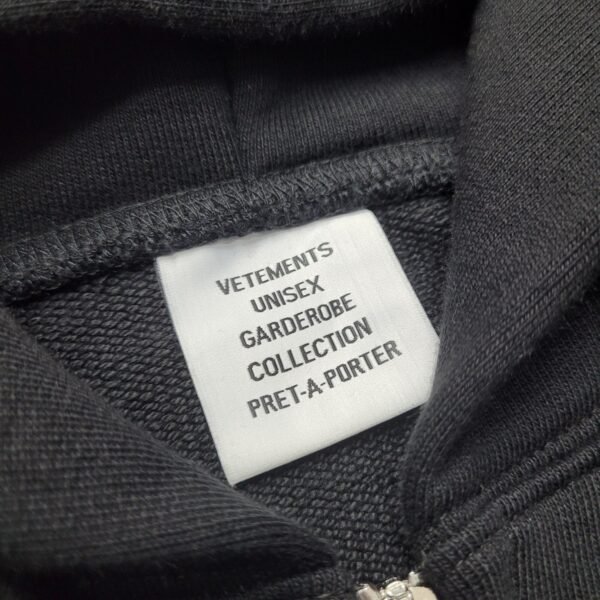 VETEMENTS
UNISEX
GARDEROBE
COLLECTION
PRET-A-PORTER